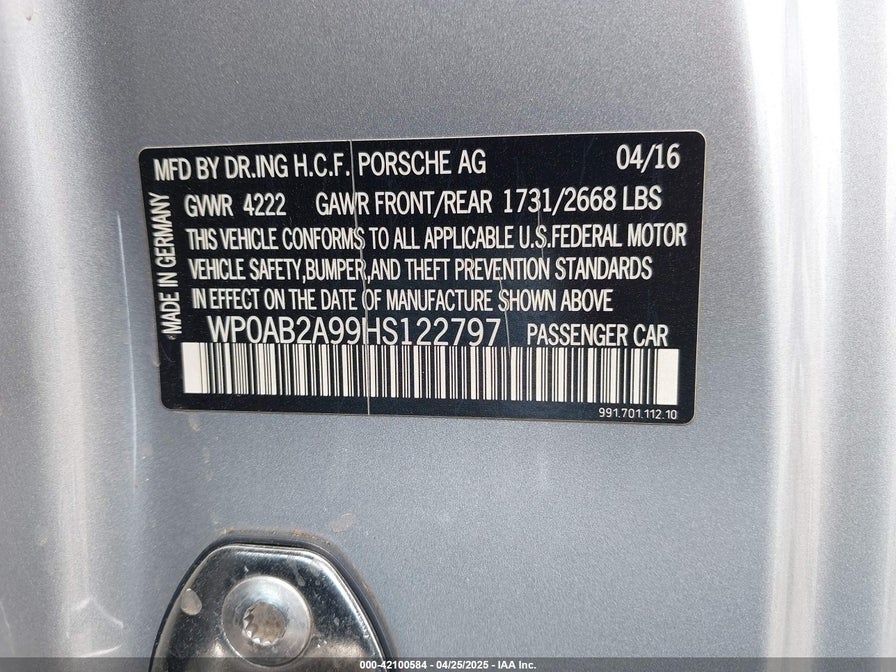 MFD BY DR.ING H.C.F. PORSCHE AG 04/16
GVWR 4222 GAWR FRONT/REAR 1731/2668 LBS
THIS VEHICLE CONFORMS TO ALL APPLICABLE U.S.FEDERAL MOTOR
VEHICLE SAFETY,BUMPER,AND THEFT PREVENTION STANDARDS
IN EFFECT ON THE DATE OF MANUFACTURE SHOWN ABOVE
WP0AB2A99HS122797 PASSENGER CAR
MADE IN GERMANY
991.701.112.10
000-42100584 - 04/25/2025 - IAA Inc.